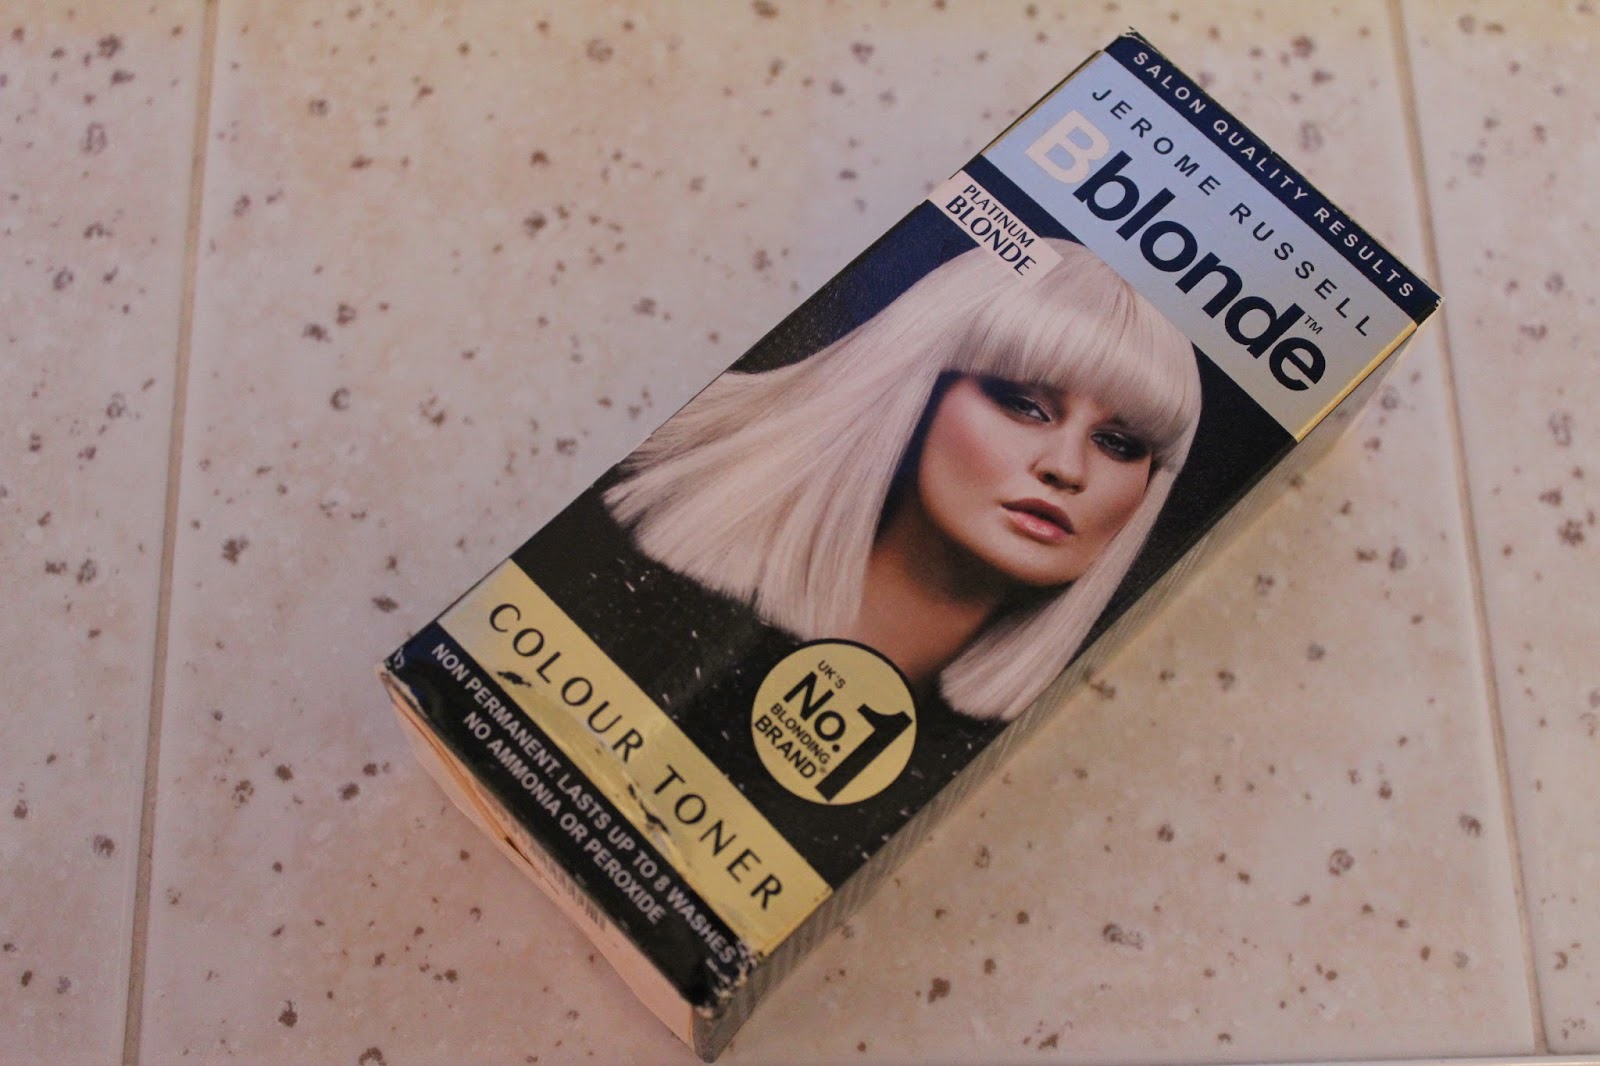 SALON QUALITY RESULTS
JEROME RUSSELL
Bblonde™
PLATINUM
BLONDE
UK'S
No.1
BLONDING
BRAND®
COLOUR TONER
NON PERMANENT. LASTS UP TO 8 WASHES
NO AMMONIA OR PEROXIDE